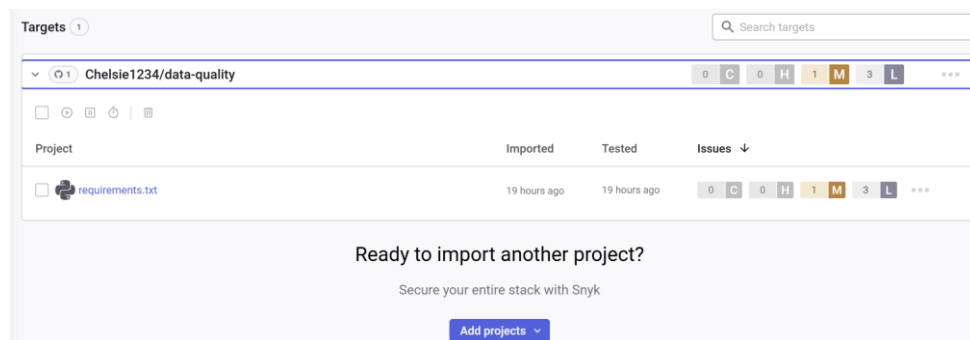 Targets 1
Search targets
1 Chelsie1234/data-quality 0 C 0 H 1 M 3 L
Project Imported Tested Issues
requirements.txt 19 hours ago 19 hours ago 0 C 0 H 1 M 3 L
Ready to import another project?
Secure your entire stack with Snyk
Add projects